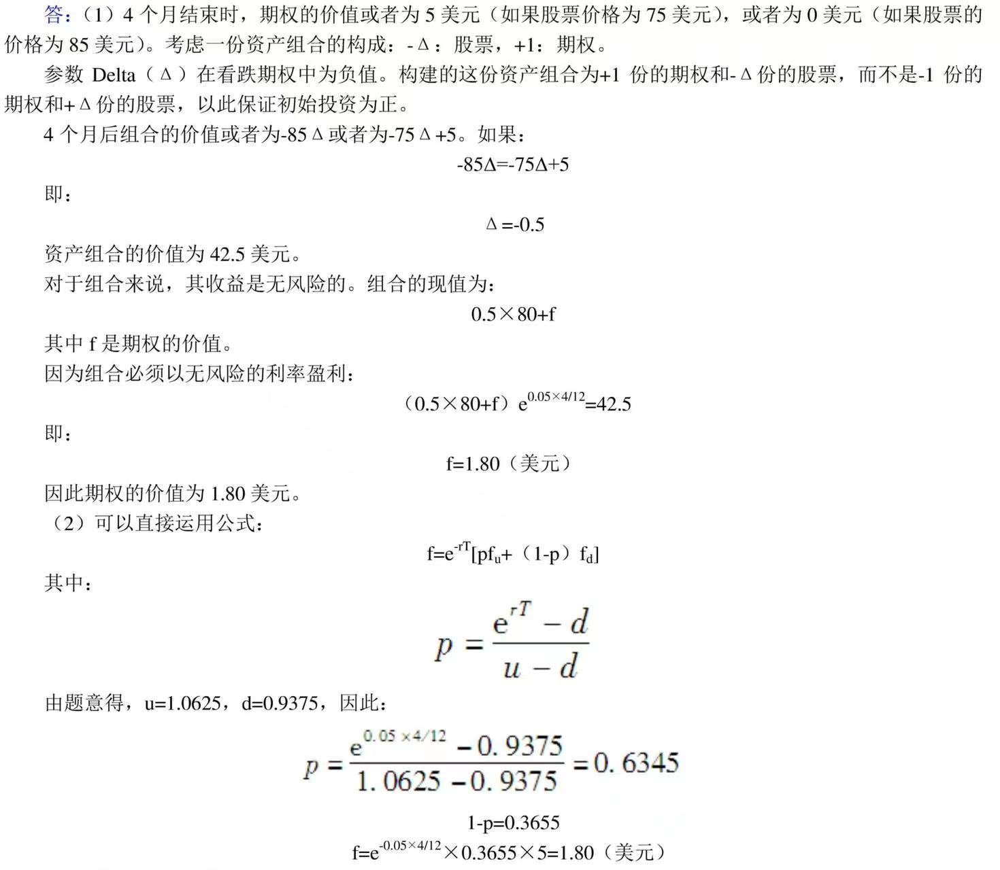 答:（1）4 个月结束时，期权的价值或者为 5 美元（如果股票价格为 75 美元），或者为 0 美元（如果股票的
价格为 85 美元）。考虑一份资产组合的构成：-Δ：股票，+1：期权。
参数 Delta（Δ）在看跌期权中为负值。构建的这份资产组合为+1 份的期权和-Δ份的股票，而不是-1 份的
期权和+Δ份的股票，以此保证初始投资为正。
4 个月后组合的价值或者为-85Δ或者为-75Δ+5。如果：
-85Δ=-75Δ+5
即：
Δ=-0.5
资产组合的价值为 42.5 美元。
对于组合来说，其收益是无风险的。组合的现值为：
0.5×80+f
其中 f 是期权的价值。
因为组合必须以无风险的利率盈利：
（0.5×80+f）e^{0.05×4/12}=42.5
即：
f=1.80（美元）
因此期权的价值为 1.80 美元。
（2）可以直接运用公式：
f=e^{-rT}[pf_u+（1-p）f_d]
其中：
p = \frac{e^{rT} - d}{u - d}
由题意得，u=1.0625，d=0.9375，因此：
p = \frac{e^{0.05×4/12} - 0.9375}{1.0625 - 0.9375} = 0.6345
1-p=0.3655
f=e^{-0.05×4/12}×0.3655×5=1.80（美元）